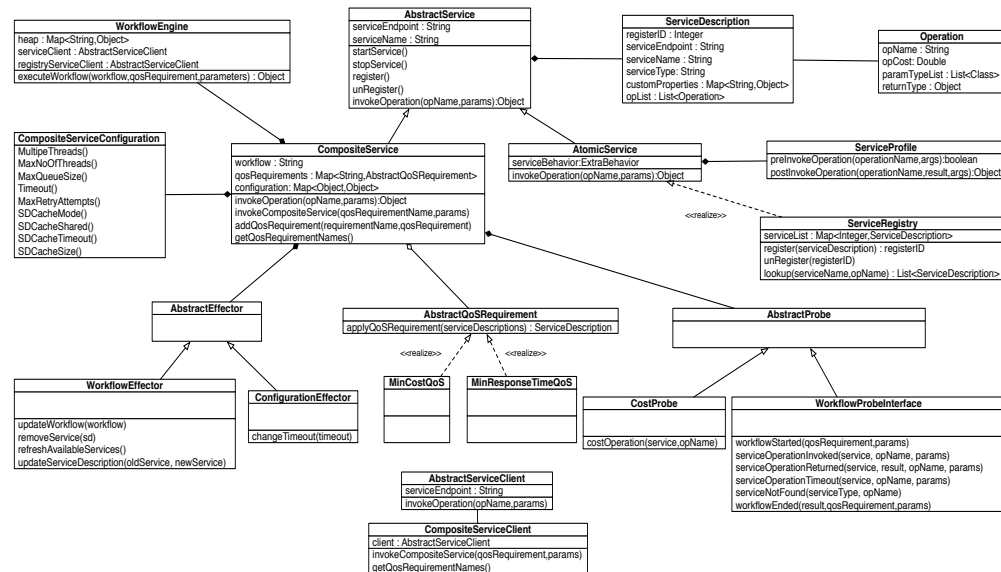 WorkflowEngine
heap : Map<String,Object>
serviceClient : AbstractServiceClient
registryServiceClient : AbstractServiceClient
executeWorkflow(workflow,qosRequirement,parameters) : Object
AbstractService
serviceEndpoint : String
serviceName : String
startService()
stopService()
register()
unRegister()
invokeOperation(opName,params):Object
ServiceDescription
registerID : Integer
serviceEndpoint : String
serviceName : String
serviceType: String
customProperties : Map<String,Object>
opList : List<Operation>
Operation
opName : String
opCost: Double
paramTypeList : List<Class>
returnType : Object
CompositeServiceConfiguration
MultipeThreads()
MaxNoOfThreads()
MaxQueueSize()
Timeout()
MaxRetryAttempts()
SDCacheMode()
SDCacheShared()
SDCacheTimeout()
SDCacheSize()
CompositeService
workflow : String
qosRequirements : Map<String,AbstractQoSRequirement>
configuration: Map<Object,Object>
invokeOperation(opName,params):Object
invokeCompositeService(qosRequirementName,params)
addQosRequirement(requirementName,qosRequirement)
getQosRequirementNames()
AtomicService
serviceBehavior:ExtraBehavior
invokeOperation(opName,params):Object
ServiceProfile
preInvokeOperation(operationName,args):boolean
postInvokeOperation(operationName,result,args):Object
<<realize>>
ServiceRegistry
serviceList : Map<Integer,ServiceDescription>
register(serviceDescription) : registerID
unRegister(registerID)
lookup(serviceName,opName) : List<ServiceDescription>
AbstractEffector
AbstractQoSRequirement
applyQoSRequirement(serviceDescriptions) : ServiceDescription
AbstractProbe
<<realize>>
<<realize>>
WorkflowEffector
updateWorkflow(workflow)
removeService(sd)
refreshAvailableServices()
updateServiceDescription(oldService, newService)
ConfigurationEffector
changeTimeout(timeout)
MinCostQoS
MinResponseTimeQoS
CostProbe
costOperation(service,opName)
WorkflowProbeInterface
workflowStarted(qosRequirement,params)
serviceOperationInvoked(service, opName, params)
serviceOperationReturned(service, result, opName, params)
serviceOperationTimeout(service, opName, params)
serviceNotFound(serviceType, opName)
workflowEnded(result,qosRequirement,params)
AbstractServiceClient
serviceEndpoint : String
invokeOperation(opName,params)
CompositeServiceClient
client : AbstractServiceClient
invokeCompositeService(qosRequirement,params)
getQosRequirementNames()